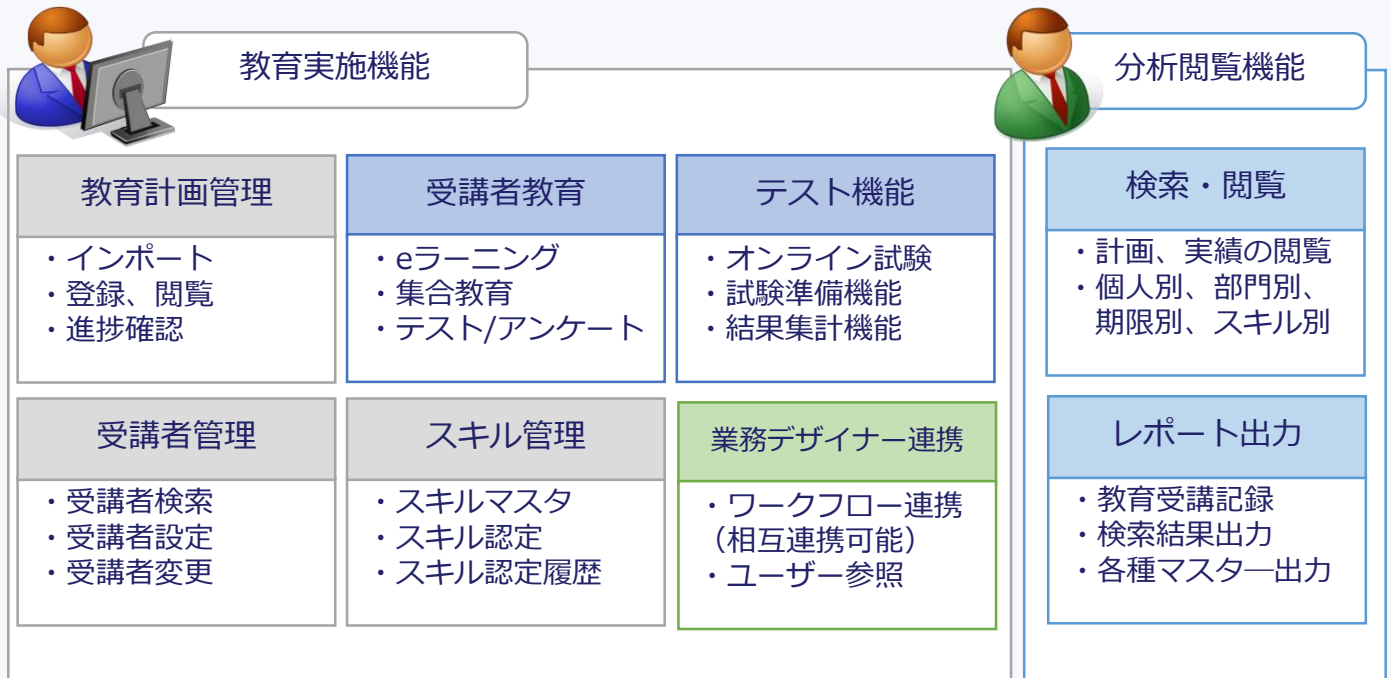 教育実施機能
教育計画管理
・インポート
・登録、閲覧
・進捗確認
受講者教育
・eラーニング
・集合教育
・テスト/アンケート
テスト機能
・オンライン試験
・試験準備機能
・結果集計機能
受講者管理
・受講者検索
・受講者設定
・受講者変更
スキル管理
・スキルマスタ
・スキル認定
・スキル認定履歴
業務デザイナー連携
・ワークフロー連携
（相互連携可能）
・ユーザー参照
分析閲覧機能
検索・閲覧
・計画、実績の閲覧
・個人別、部門別、
期限別、スキル別
レポート出力
・教育受講記録
・検索結果出力
・各種マスタ―出力